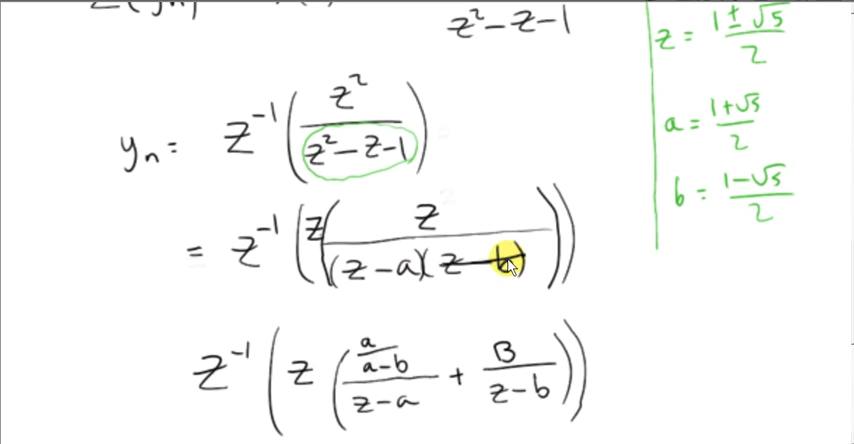 z² - z - 1
z = (1 ± √5)/2
yₙ = Z⁻¹ ( z² / (z² - z - 1) )
a = (1 + √5)/2
b = (1 - √5)/2
= Z⁻¹ ( z ( z / ((z - a)(z - b)) ) )
Z⁻¹ ( z ( (a/(a - b))/(z - a) + B/(z - b) ) )